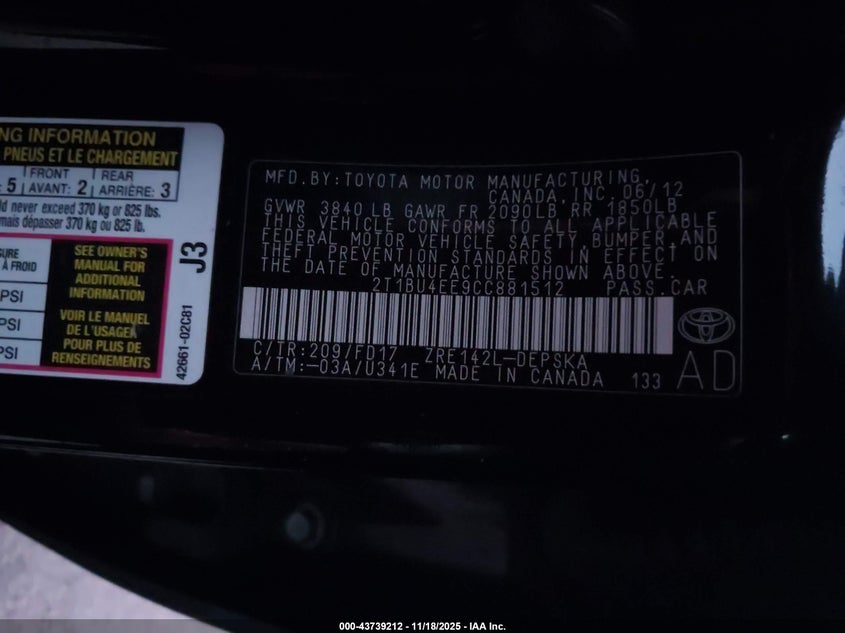 NG INFORMATION
PNEUS ET LE CHARGEMENT
5 FRONT AVANT: 2 REAR ARRIÈRE: 3
ld never exceed 370 kg or 825 lbs.
mais dépasser 370 kg ou 825 lb.
SURE
À FROID
PSI
PSI
PSI
SEE OWNER'S
MANUAL FOR
ADDITIONAL
INFORMATION
VOIR LE MANUEL
DE L'USAGER
POUR PLUS DE
RENSEIGNEMENTS
J3
42661-02C81
MFD.BY:TOYOTA MOTOR MANUFACTURING,
CANADA,INC. 06/12
GVWR 3840 LB GAWR FR 2090LB RR 1850LB
THIS VEHICLE CONFORMS TO ALL APPLICABLE
FEDERAL MOTOR VEHICLE SAFETY,BUMPER,AND
THEFT PREVENTION STANDARDS IN EFFECT ON
THE DATE OF MANUFACTURE SHOWN ABOVE.
2T1BU4EE9CC881512 PASS.CAR
C/TR:209/FD17 ZRE142L-DEPSKA
A/TM:-03A/U341E MADE IN CANADA 133 AD
000-43739212 - 11/18/2025 - IAA Inc.